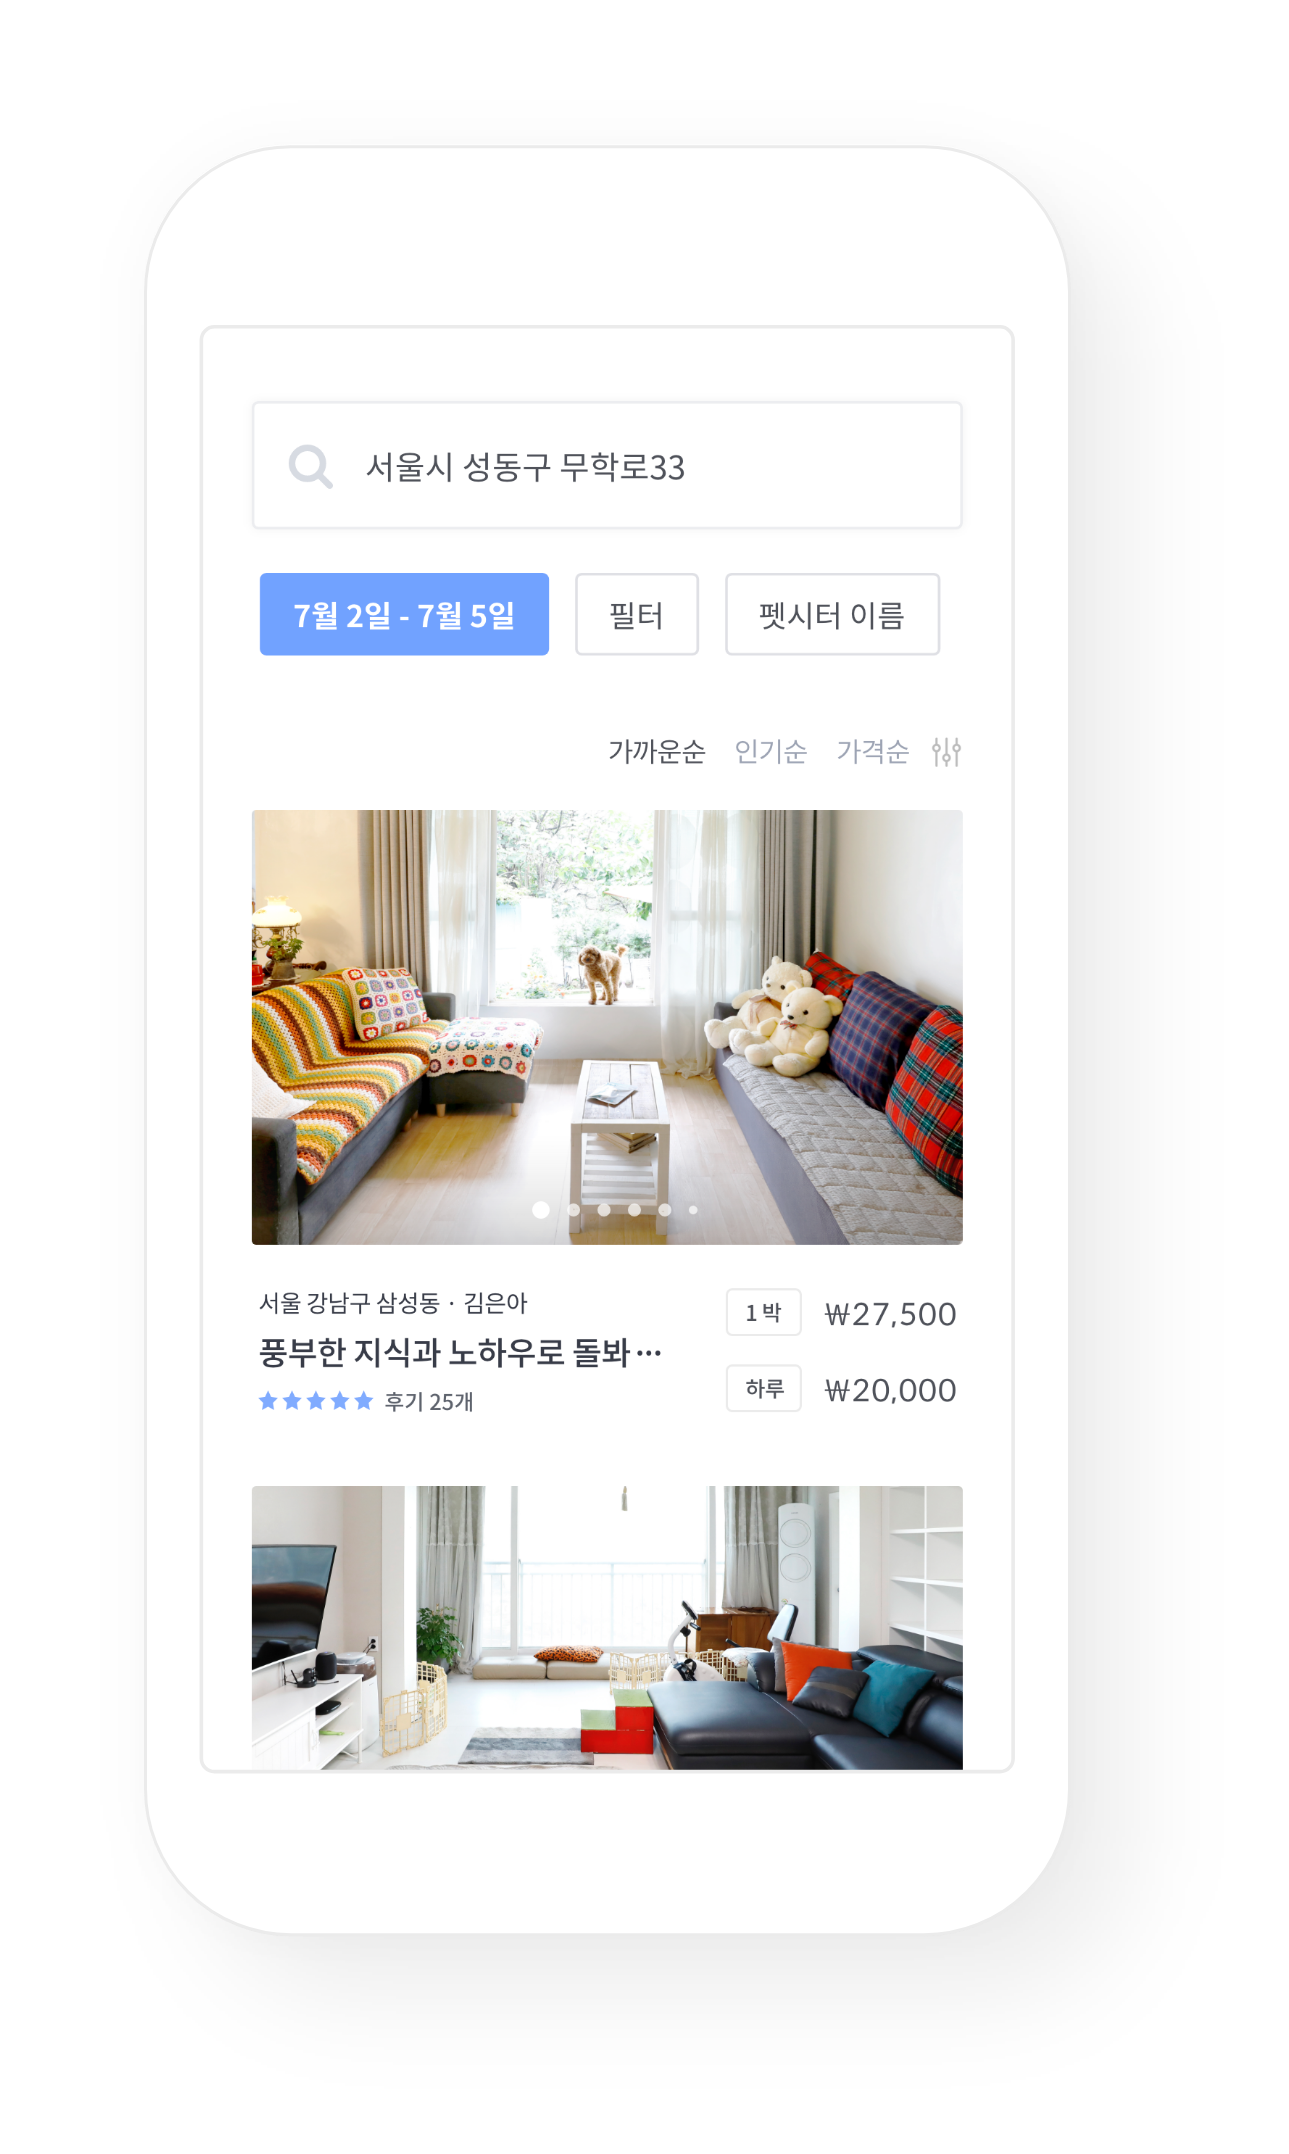 서울시 성동구 무학로33
7월 2일 - 7월 5일 필터 펫시터 이름
가까운순 인기순 가격순
서울 강남구 삼성동 · 김은아
풍부한 지식과 노하우로 돌봐···
후기 25개
1박 ₩27,500
하루 ₩20,000